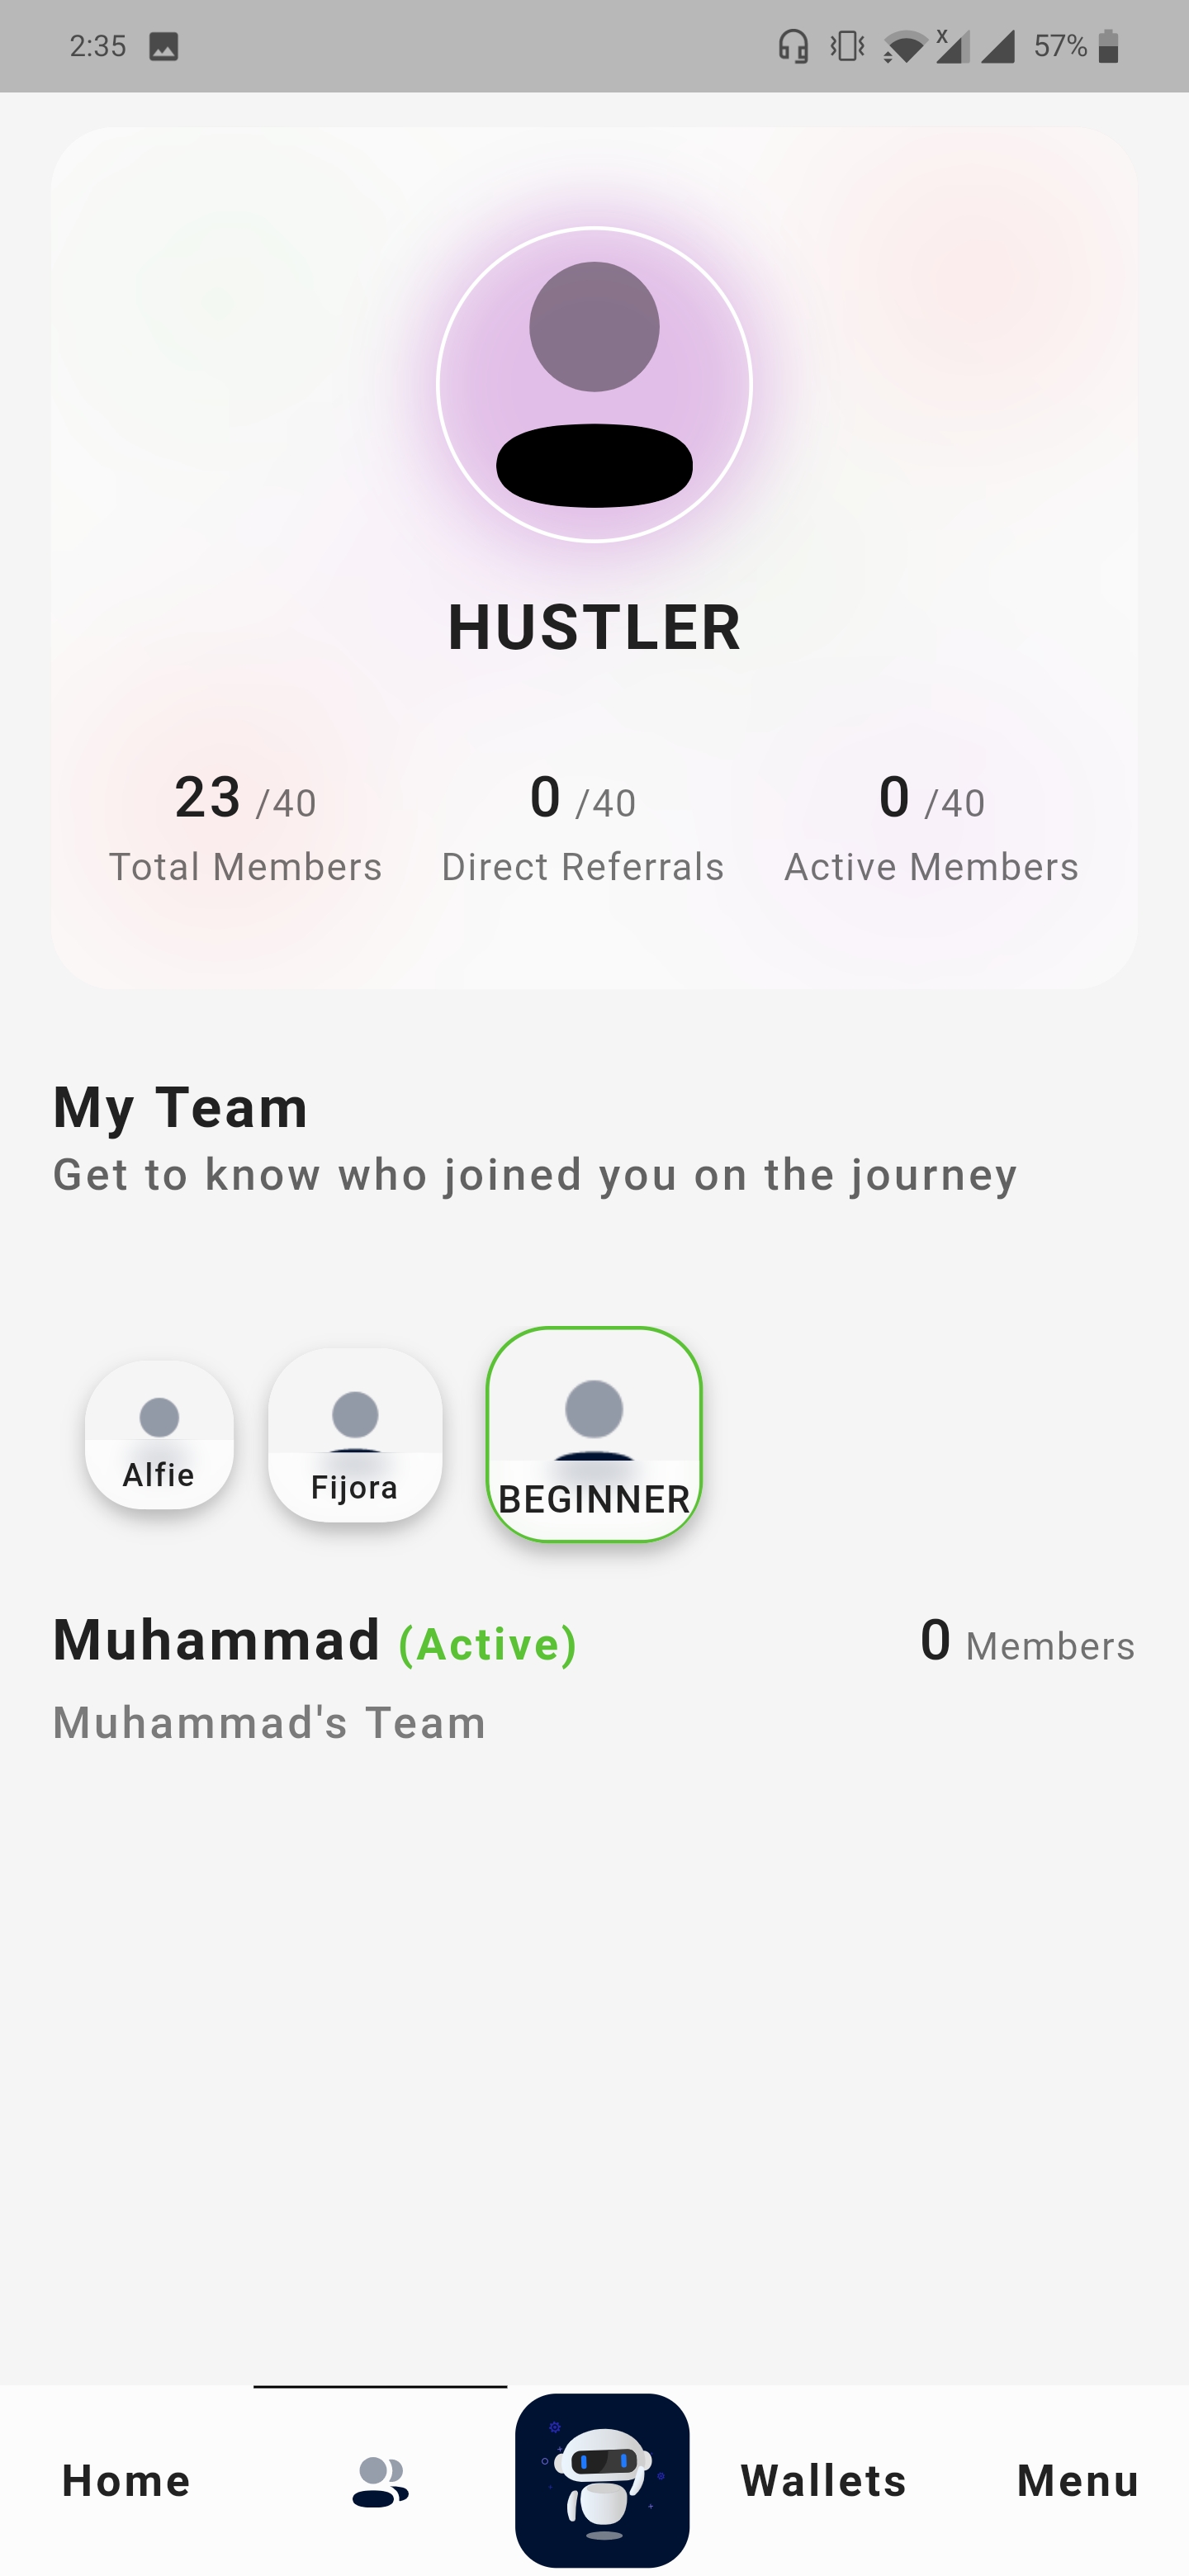 2:35
x
57%
HUSTLER
23 /40
Total Members
0 /40
Direct Referrals
0 /40
Active Members
My Team
Get to know who joined you on the journey
Alfie
Fijora
BEGINNER
Muhammad (Active)
0 Members
Muhammad's Team
Home
Wallets
Menu